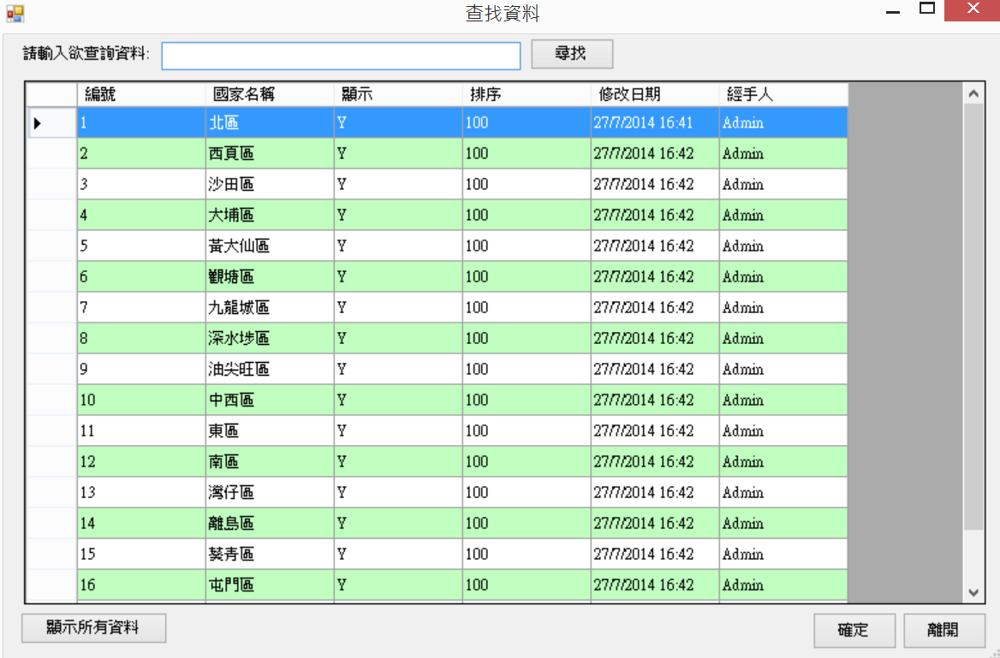 查找資料
請輸入欲查詢資料: 尋找
編號 國家名稱 顯示 排序 修改日期 經手人
1 北區 Y 100 27/7/2014 16:41 Admin
2 西頁區 Y 100 27/7/2014 16:42 Admin
3 沙田區 Y 100 27/7/2014 16:42 Admin
4 大埔區 Y 100 27/7/2014 16:42 Admin
5 黃大仙區 Y 100 27/7/2014 16:42 Admin
6 觀塘區 Y 100 27/7/2014 16:42 Admin
7 九龍城區 Y 100 27/7/2014 16:42 Admin
8 深水埗區 Y 100 27/7/2014 16:42 Admin
9 油尖旺區 Y 100 27/7/2014 16:42 Admin
10 中西區 Y 100 27/7/2014 16:42 Admin
11 東區 Y 100 27/7/2014 16:42 Admin
12 南區 Y 100 27/7/2014 16:42 Admin
13 灣仔區 Y 100 27/7/2014 16:42 Admin
14 離島區 Y 100 27/7/2014 16:42 Admin
15 葵青區 Y 100 27/7/2014 16:42 Admin
16 屯門區 Y 100 27/7/2014 16:42 Admin
顯示所有資料 確定 離開